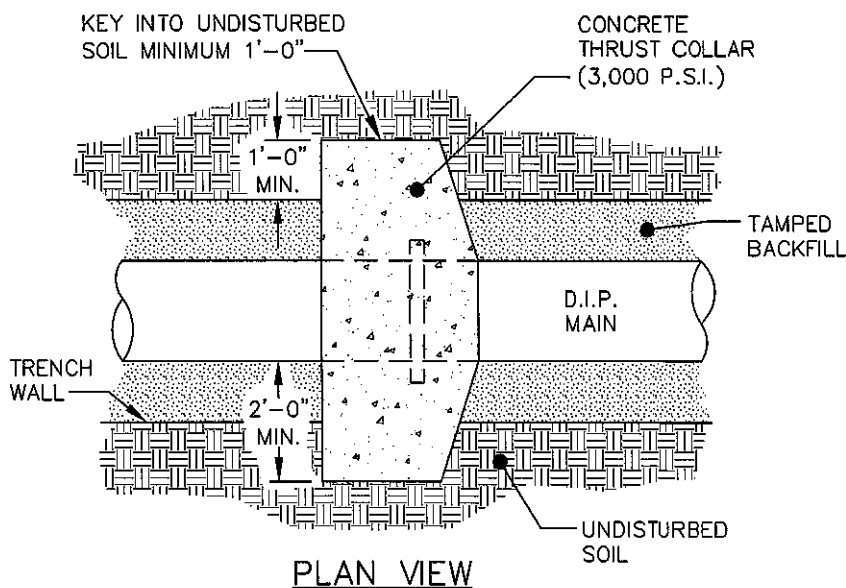 KEY INTO UNDISTURBED
SOIL MINIMUM 1'-0"
CONCRETE
THRUST COLLAR
(3,000 P.S.I.)
1'-0"
MIN.
TAMPED
BACKFILL
D.I.P.
MAIN
TRENCH
WALL
2'-0"
MIN.
UNDISTURBED
SOIL
PLAN VIEW